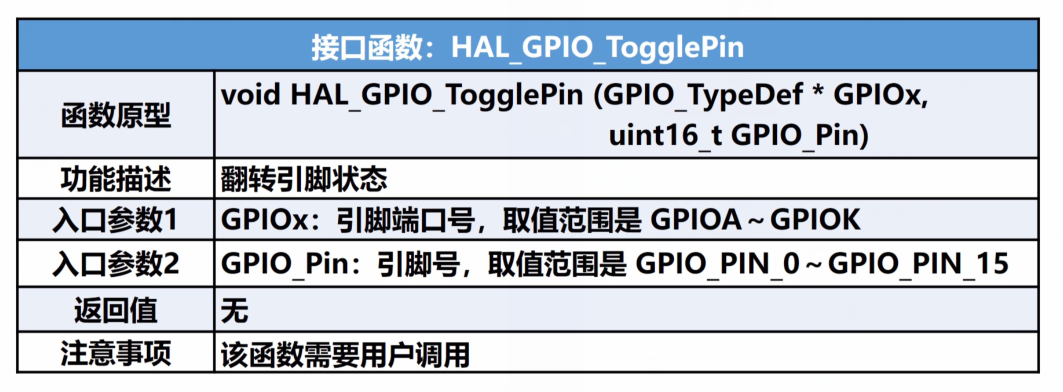 接口函数：HAL_GPIO_TogglePin
函数原型
void HAL_GPIO_TogglePin (GPIO_TypeDef * GPIOx,
uint16_t GPIO_Pin)
功能描述
翻转引脚状态
入口参数1
GPIOx：引脚端口号，取值范围是 GPIOA～GPIOK
入口参数2
GPIO_Pin：引脚号，取值范围是 GPIO_PIN_0～GPIO_PIN_15
返回值
无
注意事项
该函数需要用户调用